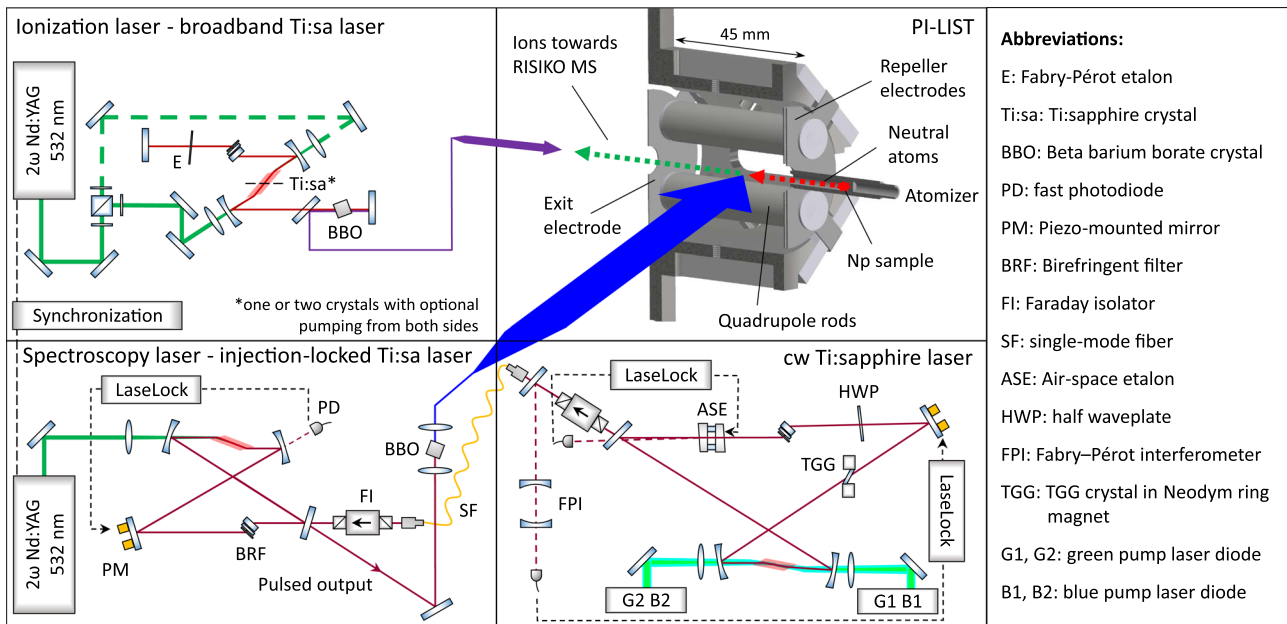 Ionization laser - broadband Ti:sa laser
2ω Nd:YAG
532 nm
E
Ti:sa*
BBO
*one or two crystals with optional
pumping from both sides
Synchronization
PI-LIST
45 mm
Ions towards
RISIKO MS
Repeller
electrodes
Neutral
atoms
Atomizer
Exit
electrode
Np sample
Quadrupole rods
Spectroscopy laser - injection-locked Ti:sa laser
LaseLock
PD
2ω Nd:YAG
532 nm
PM
BRF
FI
BBO
SF
Pulsed output
cw Ti:sapphire laser
LaseLock
ASE
HWP
TGG
FPI
LaseLock
G2 B2
G1 B1
Abbreviations:
E: Fabry-Pérot etalon
Ti:sa: Ti:sapphire crystal
BBO: Beta barium borate crystal
PD: fast photodiode
PM: Piezo-mounted mirror
BRF: Birefringent filter
FI: Faraday isolator
SF: single-mode fiber
ASE: Air-space etalon
HWP: half waveplate
FPI: Fabry–Pérot interferometer
TGG: TGG crystal in Neodym ring
magnet
G1, G2: green pump laser diode
B1, B2: blue pump laser diode